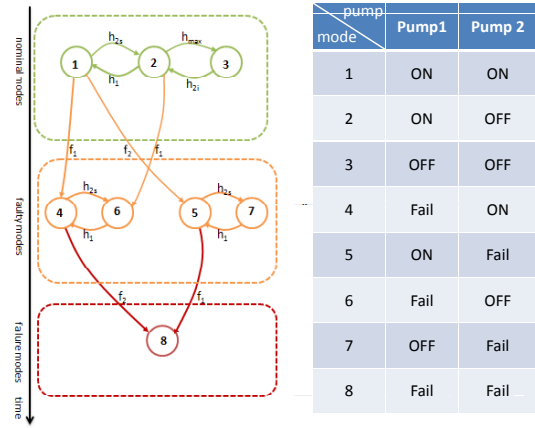 nominal modes
faulty modes
failure modes
time
h2s
hmax
1
2
3
h1
h2i
f1
f2
f1
h2s
h2s
4
6
5
7
h1
h1
f2
f1
8
pump
mode
Pump1
Pump 2
1 ON ON
2 ON OFF
3 OFF OFF
4 Fail ON
5 ON Fail
6 Fail OFF
7 OFF Fail
8 Fail Fail